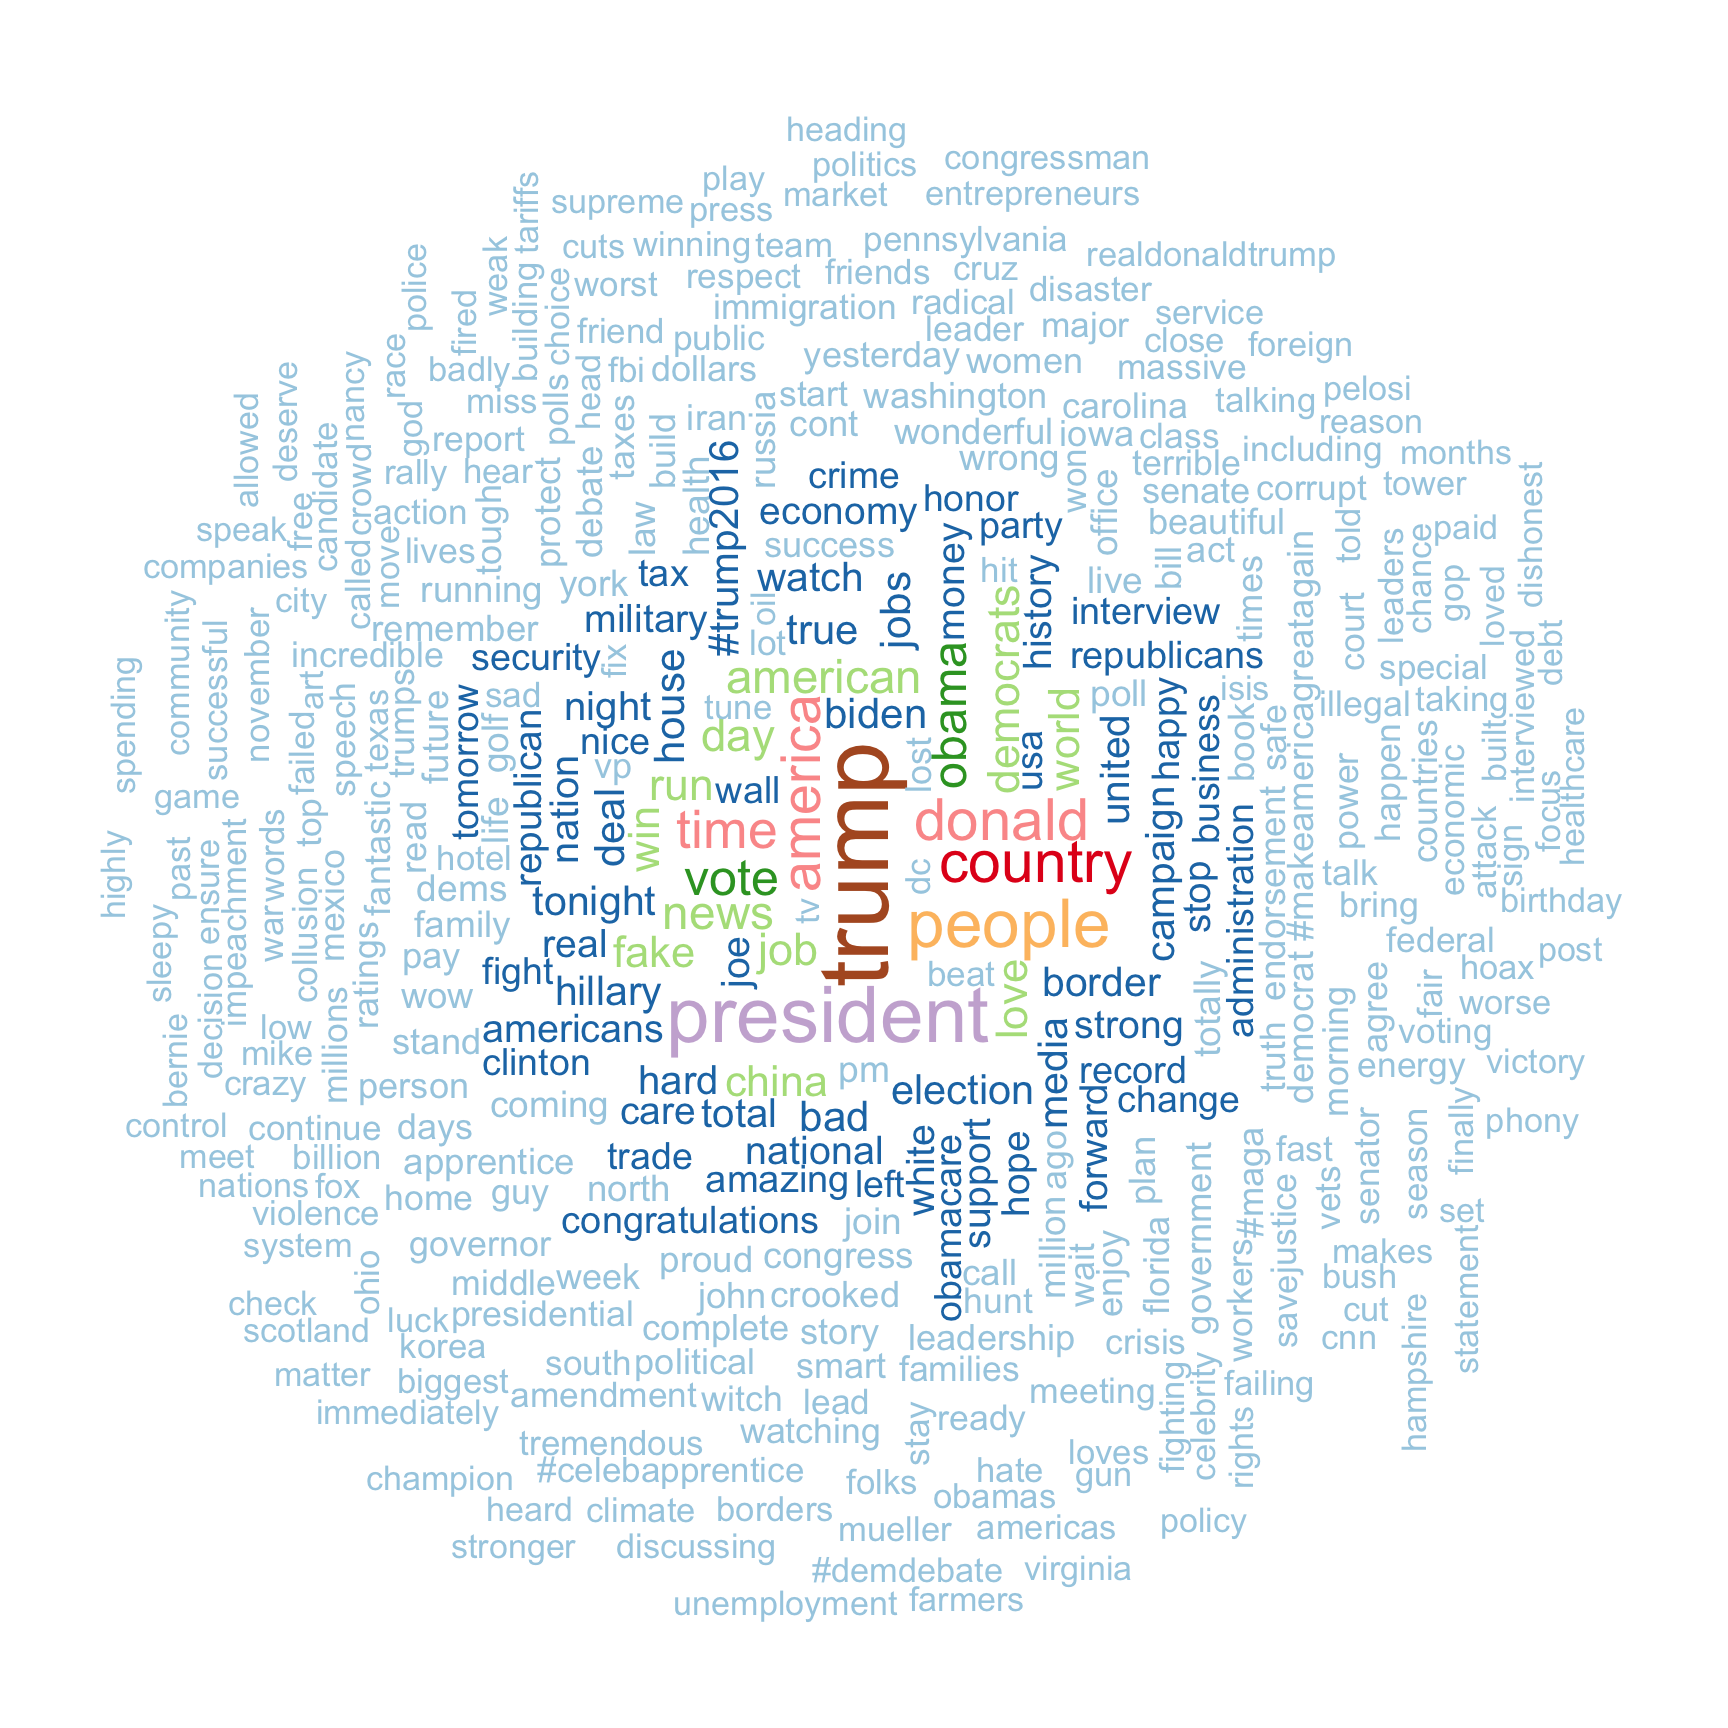 heading
politics
congressman
play
market
entrepreneurs
supreme
press
tariffs
cuts
winning
team
pennsylvania
realdonaldtrump
weak
police
building
choice
worst
respect
friends
cruz
disaster
immigration
radical
fired
friend
public
leader
major
service
race
badly
fbi
dollars
yesterday
women
close
massive
foreign
nancy
deserve
allowed
miss
polls
head
taxes
build
iran
russia
start
washington
carolina
talking
pelosi
god
report
cont
wonderful
iowa
class
including
reason
candidate
crowd
rally
hear
debate
health
#trump2016
crime
wrong
won
terrible
months
free
action
tough
protect
law
economy
honor
office
senate
corrupt
tower
speak
called
move
lives
success
party
beautiful
told
paid
dishonest
companies
running
york
tax
watch
jobs
money
hit
live
bill
act
leaders
chance
gop
city
remember
military
oil
true
history
interview
times
court
loved
community
successful
november
incredible
security
fix
lot
democrats
republicans
#makeamericagreatagain
special
debt
spending
art
speech
texas
trumps
future
sad
night
house
american
obama
poll
isis
illegal
taking
interviewed
failed
tomorrow
golf
republican
nice
tune
biden
world
happy
business
book
safe
built
game
top
fantastic
life
nation
vp
day
america
lost
usa
united
power
happen
countries
economic
healthcare
focus
highly
past
ensure
warwords
mexico
read
hotel
deal
win
run
wall
time
trump
donald
campaign
stop
administration
endorsement
talk
attack
sign
sleepy
impeachment
collusion
ratings
dems
tonight
vote
dc
country
bring
birthday
decision
family
news
tv
people
federal
post
pay
real
fake
job
joe
beat
love
border
totally
democrat
agree
fair
hoax
bernie
millions
wow
fight
hillary
worse
low
stand
americans
president
media
strong
truth
morning
voting
mike
clinton
crazy
person
hard
china
pm
election
record
energy
victory
coming
care
total
bad
change
control
continue
days
phony
meet
billion
apprentice
trade
national
white
support
hope
million
ago
forward
plan
government
#maga
fast
senator
season
finally
nations
fox
home
guy
north
amazing
left
obamacare
vets
violence
congratulations
join
justice
set
system
governor
proud
congress
wait
enjoy
florida
workers
makes
statement
ohio
middle
week
call
save
bush
check
luck
presidential
john
crooked
hunt
cut
scotland
korea
complete
story
leadership
crisis
cnn
hampshire
matter
biggest
south
political
smart
families
fighting
celebrity
failing
immediately
amendment
witch
lead
meeting
rights
watching
stay
ready
tremendous
loves
champion
#celebapprentice
folks
hate
gun
obamas
heard
climate
borders
mueller
americas
policy
stronger
discussing
#demdebate
virginia
unemployment
farmers